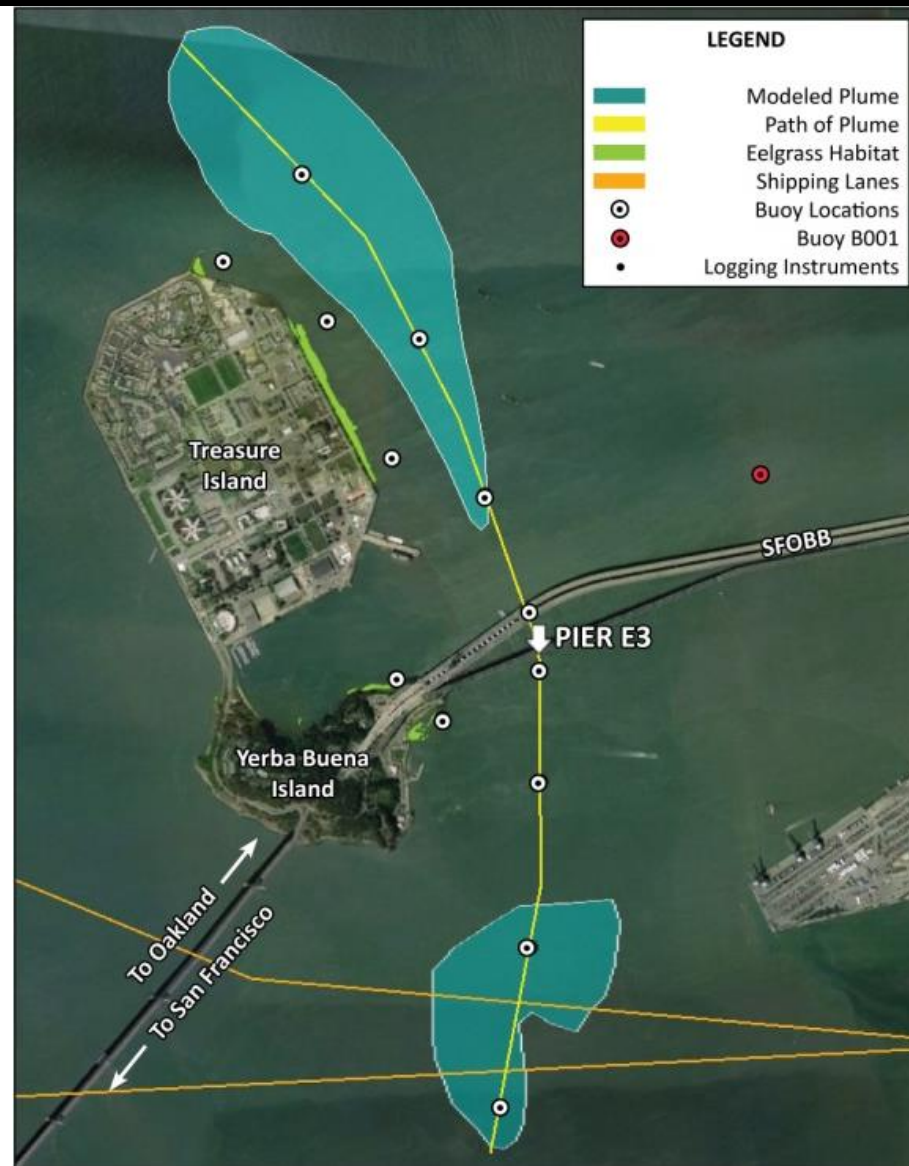 LEGEND
Modeled Plume
Path of Plume
Eelgrass Habitat
Shipping Lanes
Buoy Locations
Buoy B001
Logging Instruments
Treasure
Island
SFOBB
PIER E3
Yerba Buena
Island
To Oakland
To San Francisco